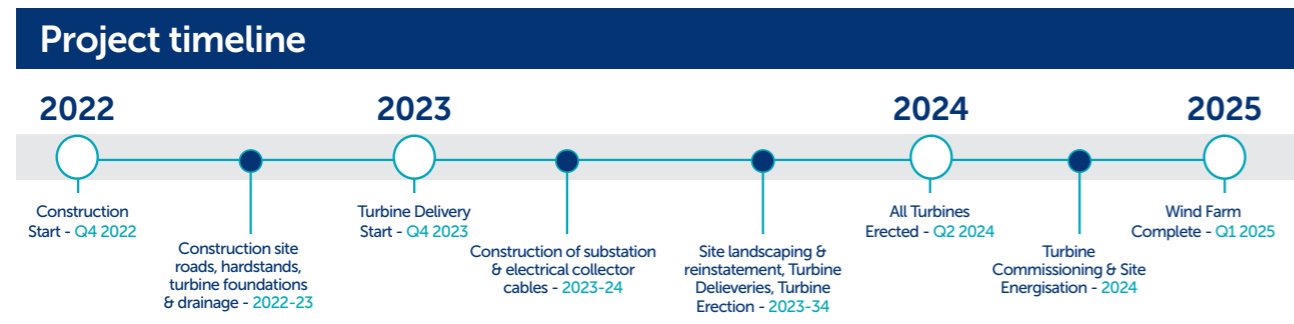 Project timeline
2022
2023
2024
2025
Construction
Start - Q4 2022
Construction site
roads, hardstands,
turbine foundations
& drainage - 2022-23
Turbine Delivery
Start - Q4 2023
Construction of substation
& electrical collector
cables - 2023-24
Site landscaping &
reinstatement, Turbine
Delieveries, Turbine
Erection - 2023-34
All Turbines
Erected - Q2 2024
Turbine
Commissioning & Site
Energisation - 2024
Wind Farm
Complete - Q1 2025